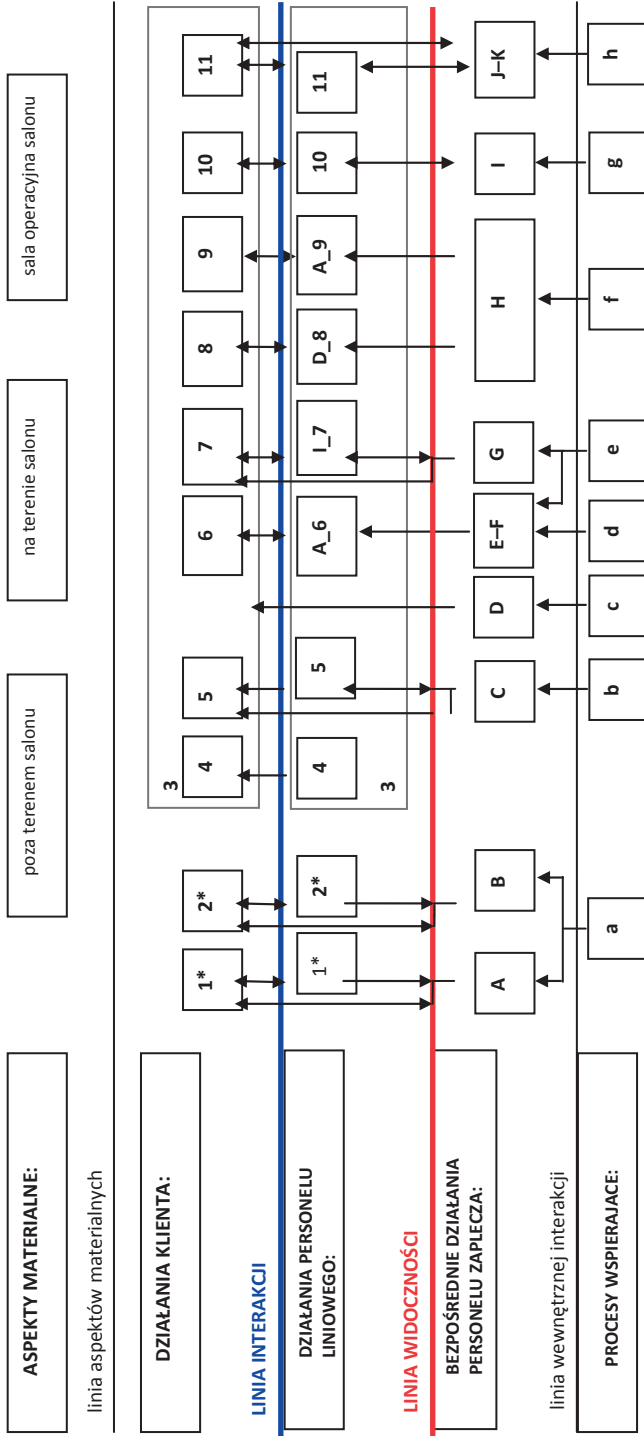 ASPEKTY MATERIALNE:
poza terenem salonu
na terenie salonu
sala operacyjna salonu
linia aspektów materialnych
DZIAŁANIA KLIENTA:
1*
2*
3
4
5
6
7
8
9
10
11
LINIA INTERAKCJI
DZIAŁANIA PERSONELU
LINIOWEGO:
1*
2*
3
4
5
A_6
I_7
D_8
A_9
10
11
LINIA WIDOCZNOŚCI
BEZPOŚREDNIE DZIAŁANIA
PERSONELU ZAPLECZA:
A
B
C
D
E–F
G
H
I
J–K
linia wewnętrznej interakcji
PROCESY WSPIERAJACE:
a
b
c
d
e
f
g
h